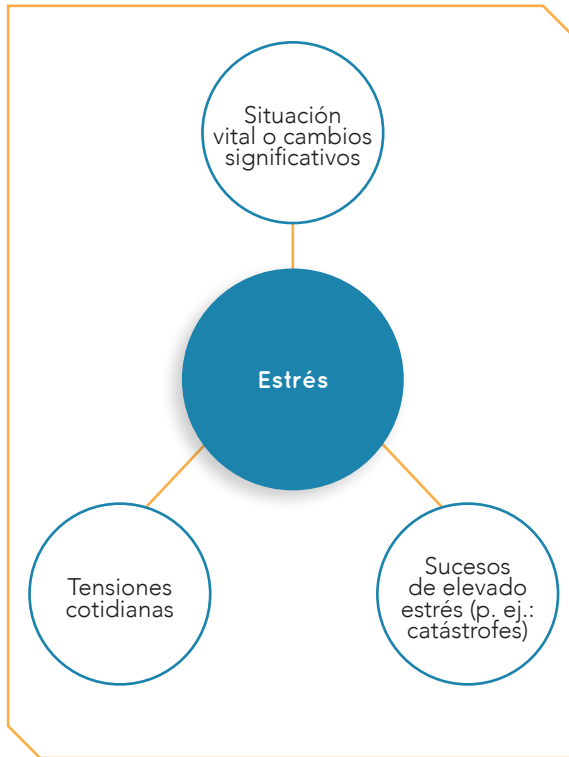 Situación
vital o cambios
significativos
Estrés
Tensiones
cotidianas
Sucesos
de elevado
estrés (p. ej.:
catástrofes)